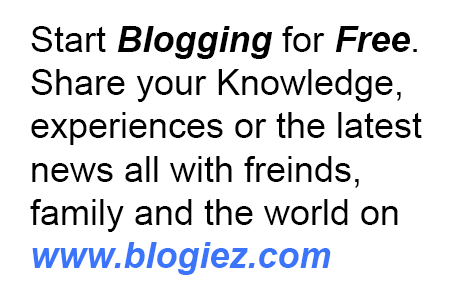 Start Blogging for Free.
Share your Knowledge,
experiences or the latest
news all with freinds,
family and the world on
www.blogiez.com